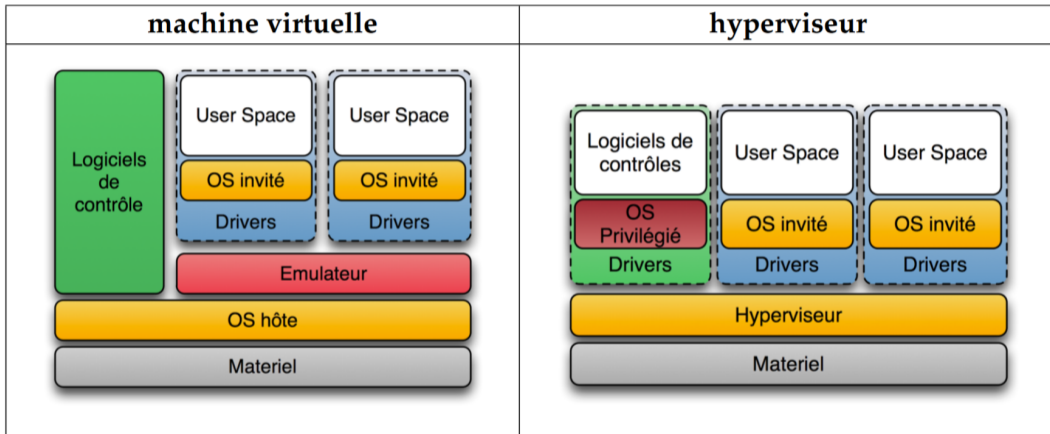 machine virtuelle
Logiciels
de
contrôle
User Space
OS invité
Drivers
User Space
OS invité
Drivers
Emulateur
OS hôte
Materiel
hyperviseur
Logiciels de
contrôles
OS
Privilégié
Drivers
User Space
OS invité
Drivers
User Space
OS invité
Drivers
Hyperviseur
Materiel